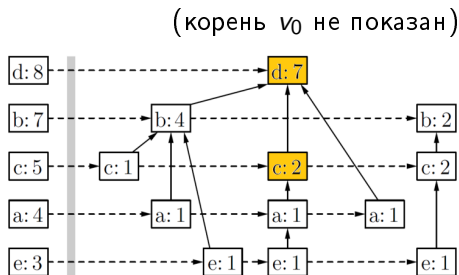 (корень v₀ не показан)
d: 8 d: 7
b: 7 b: 4 b: 2
c: 5 c: 1 c: 2 c: 2
a: 4 a: 1 a: 1 a: 1
e: 3 e: 1 e: 1 e: 1